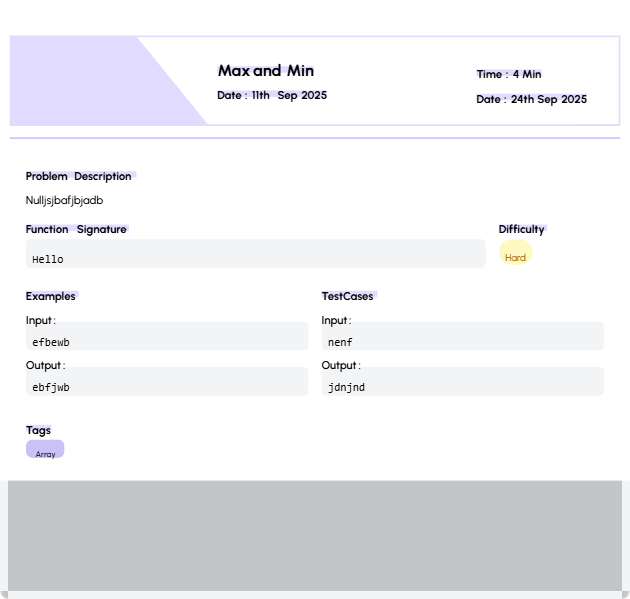 Max and Min
Time : 4 Min
Date : 11th Sep 2025
Date : 24th Sep 2025
Problem Description
Nulljsjbafjbjadb
Function Signature
Difficulty
Hello
Hard
Examples
TestCases
Input:
Input:
efbewb
nenf
Output:
Output:
ebfjwb
jdnjnd
Tags
Array